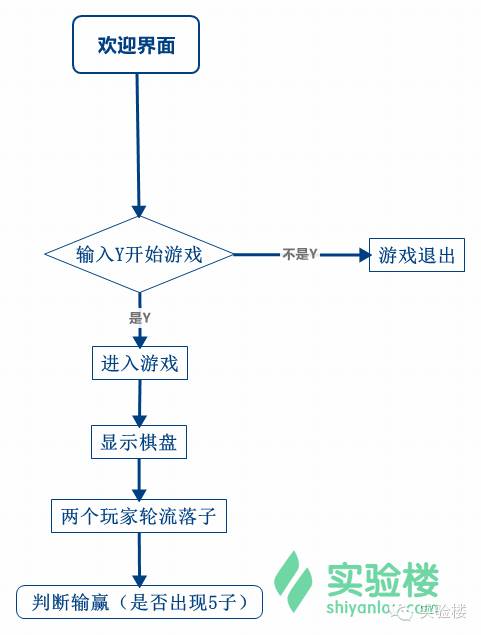 欢迎界面
输入Y开始游戏
不是Y
游戏退出
是Y
进入游戏
显示棋盘
两个玩家轮流落子
判断输赢（是否出现5子）
实验楼
shiyanlou.com
实验楼